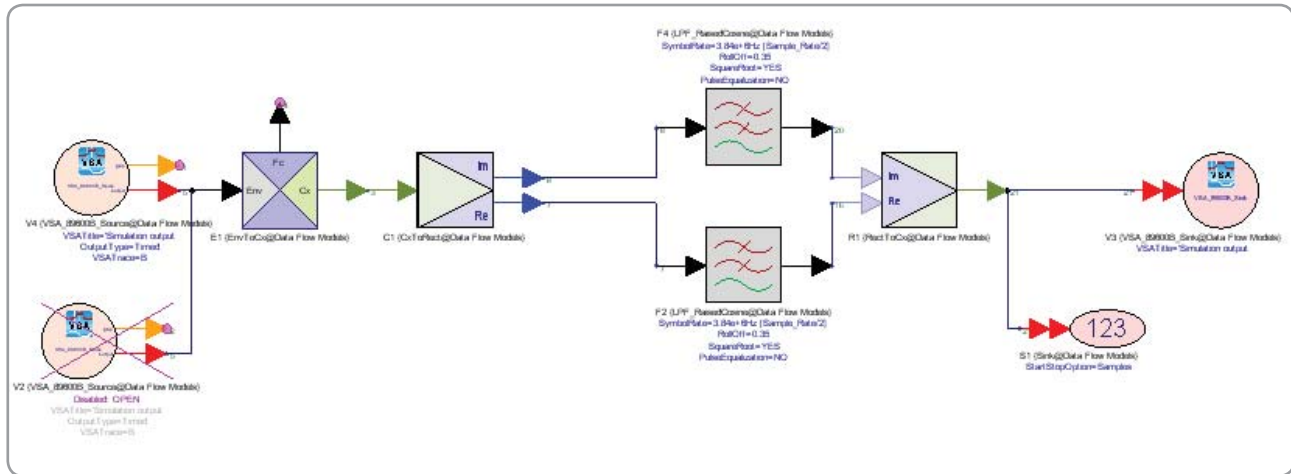 F4 (LPF_RaisedCosine@Data Flow Models)
SymbolRate=3.84e+6Hz [Sample_Rate/2]
RollOff=0.35
SquareRoot=YES
PulseEqualization=NO
VSA
Fc
Env
Cx
Im
Re
Im
Re
V4 (VSA_89600B_Source@Data Flow Models)
VSATitle='Simulation output
OutputType=Timed
VSATrace=B
E1 (EnvToCx@Data Flow Models)
C1 (CxToRect@Data Flow Models)
R1 (RectToCx@Data Flow Models)
V3 (VSA_89600B_Sink@Data Flow Models)
VSATitle='Simulation output
VSA
V2 (VSA_89600B_Source@Data Flow Models)
Disabled: OPEN
VSATitle='Simulation output
OutputType=Timed
VSATrace=B
F2 (LPF_RaisedCosine@Data Flow Models)
SymbolRate=3.84e+6Hz [Sample_Rate/2]
RollOff=0.35
SquareRoot=YES
PulseEqualization=NO
123
S1 (Sink@Data Flow Models)
StartStopOption=Samples